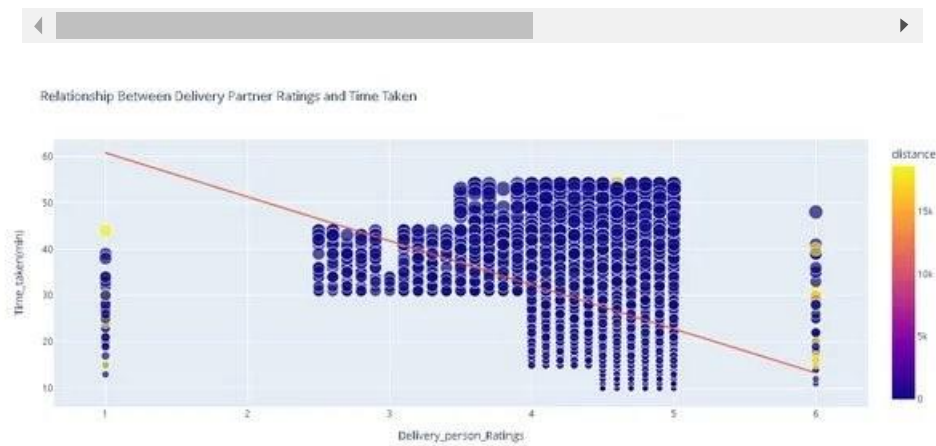 Relationship Between Delivery Partner Ratings and Time Taken
distance
60
50
40
30
20
10
Time_taken(min)
15k
10k
5k
0
1
2
3
4
5
6
Delivery_person_Ratings